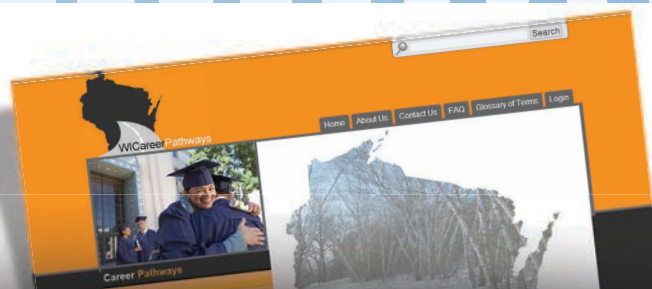 Search
Home About Us Contact Us FAQ Glossary of Terms Login
WICareerPathways
Career Pathways